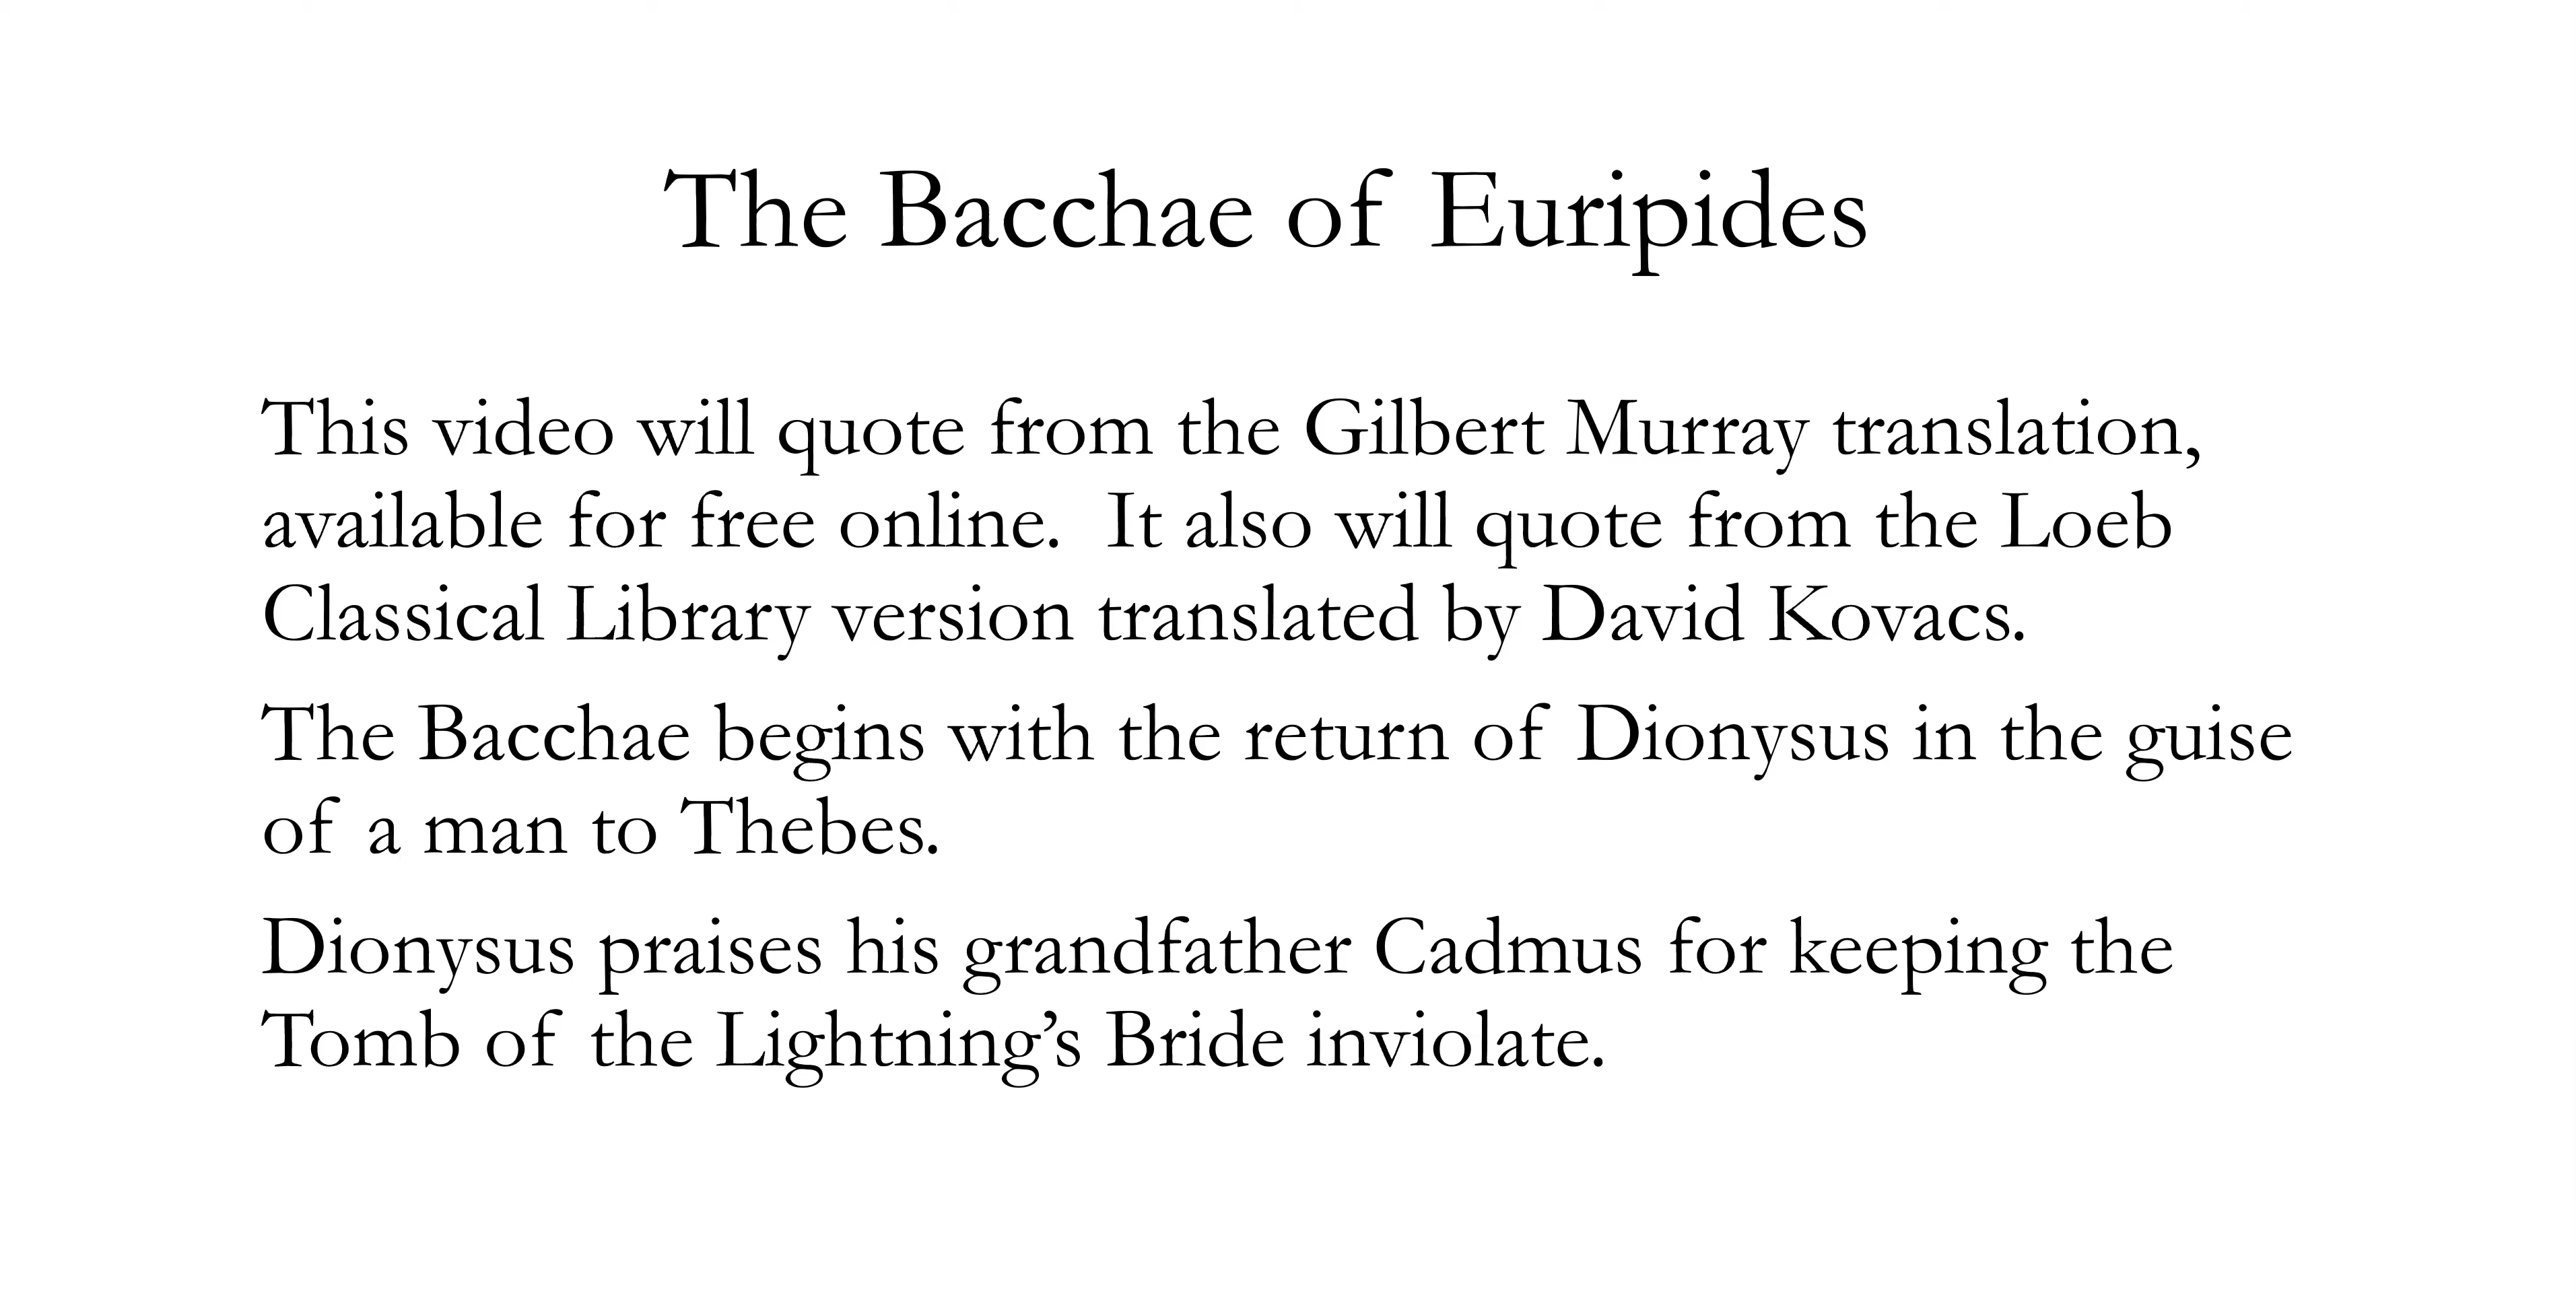 The Bacchae of Euripides
This video will quote from the Gilbert Murray translation,
available for free online.  It also will quote from the Loeb
Classical Library version translated by David Kovacs.
The Bacchae begins with the return of Dionysus in the guise
of a man to Thebes.
Dionysus praises his grandfather Cadmus for keeping the
Tomb of the Lightning’s Bride inviolate.